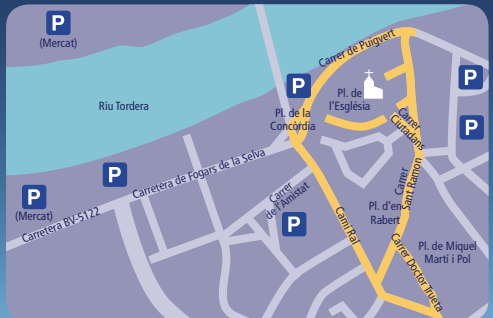 P
(Mercat)
Carrer de Puigvert
P
P
Pl. de
l'Església
Riu Tordera
Pl. de la
Concòrdia
Carrer
Ciutadans
P
P
Carretera de Fogars de la Selva
P
(Mercat)
Carretera BV-5122
Carrer
de l'Amistat
P
Carrer
Sant Ramon
Pl. d'en
Rabert
Camí Ral
Carrer Doctor Trueta
Pl. de Miquel
Martí i Pol